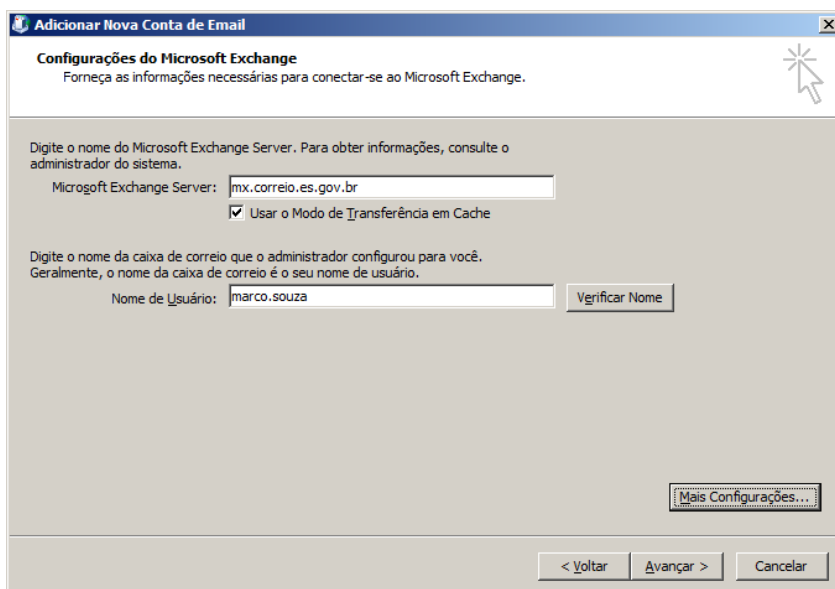 Adicionar Nova Conta de Email
Configurações do Microsoft Exchange
Forneça as informações necessárias para conectar-se ao Microsoft Exchange.
Digite o nome do Microsoft Exchange Server. Para obter informações, consulte o
administrador do sistema.
Microsoft Exchange Server: mx.correio.es.gov.br
Usar o Modo de Transferência em Cache
Digite o nome da caixa de correio que o administrador configurou para você.
Geralmente, o nome da caixa de correio é o seu nome de usuário.
Nome de Usuário: marco.souza Verificar Nome
Mais Configurações...
< Voltar Avançar > Cancelar